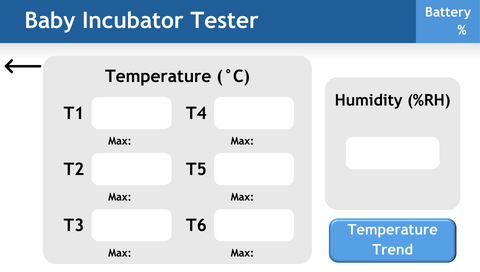 Baby Incubator Tester
Battery
%
Temperature (°C)
T1
T4
Max:
Max:
T2
T5
Max:
Max:
T3
T6
Max:
Max:
Humidity (%RH)
Temperature
Trend